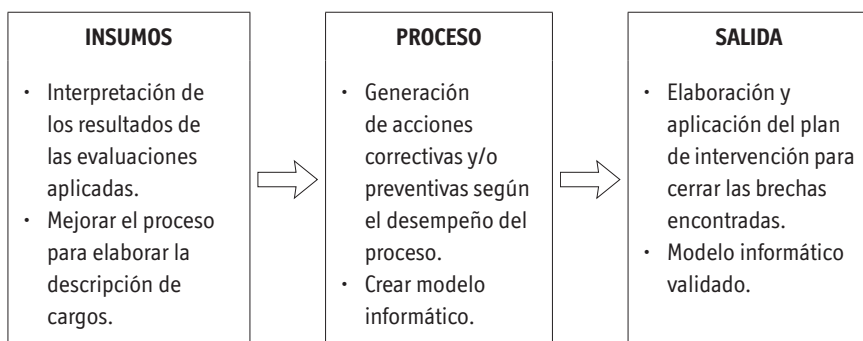 INSUMOS
• Interpretación de
los resultados de
las evaluaciones
aplicadas.
• Mejorar el proceso
para elaborar la
descripción de
cargos.
PROCESO
• Generación
de acciones
correctivas y/o
preventivas según
el desempeño del
proceso.
• Crear modelo
informático.
SALIDA
• Elaboración y
aplicación del plan
de intervención para
cerrar las brechas
encontradas.
• Modelo informático
validado.